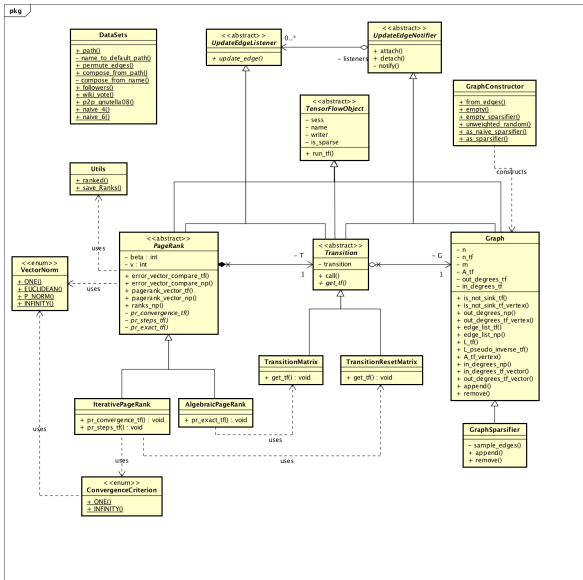 pkg
DataSets
+ path()
− name_to_default_path()
+ permute_edges()
+ compose_from_path()
− compose_from_name()
+ followers()
+ wiki_vote()
+ p2p_gnutella08()
+ naive_4()
+ naive_6()
<<abstract>>
UpdateEdgeListener
+ update_edge()
0..*
− listeners
<<abstract>>
UpdateEdgeNotifier
+ attach()
+ detach()
− notify()
<<abstract>>
TensorFlowObject
− sess
− name
− writer
− is_sparse
+ run_tf()
GraphConstructor
+ from_edges()
+ empty()
+ empty_sparsifier()
+ unweighted_random()
+ as_naive_sparsifier()
+ as_sparsifier()
constructs
Utils
+ ranked()
+ save_Ranks()
uses
<<enum>>
VectorNorm
+ ONE()
+ EUCLIDEAN()
+ P_NORM()
+ INFINITY()
uses
<<abstract>>
PageRank
− beta : int
− v : int
+ error_vector_compare_tf()
+ error_vector_compare_np()
+ pagerank_vector_tf()
+ pagerank_vector_np()
+ ranks_np()
− pr_convergence_tf()
− pr_steps_tf()
− pr_exact_tf()
− T
1
<<abstract>>
Transition
− transition
+ call()
+ get_tf()
− G
1
Graph
− n
− n_tf
− m
− A_tf
− out_degrees_tf
− in_degrees_tf
+ is_not_sink_tf()
+ is_not_sink_tf_vertex()
+ out_degrees_np()
+ out_degrees_tf_vertex()
+ edge_list_tf()
+ edge_list_np()
+ L_tf()
+ L_pseudo_inverse_tf()
+ A_tf_vertex()
+ in_degrees_np()
+ in_degrees_tf_vector()
+ out_degrees_tf_vector()
+ append()
+ remove()
TransitionMatrix
+ get_tf() : void
TransitionResetMatrix
+ get_tf() : void
IterativePageRank
+ pr_convergence_tf() : void
+ pr_steps_tf() : void
AlgebraicPageRank
+ pr_exact_tf() : void
GraphSparsifier
− sample_edges()
+ append()
+ remove()
uses
uses
uses
uses
<<enum>>
ConvergenceCriterion
+ ONE()
+ INFINITY()